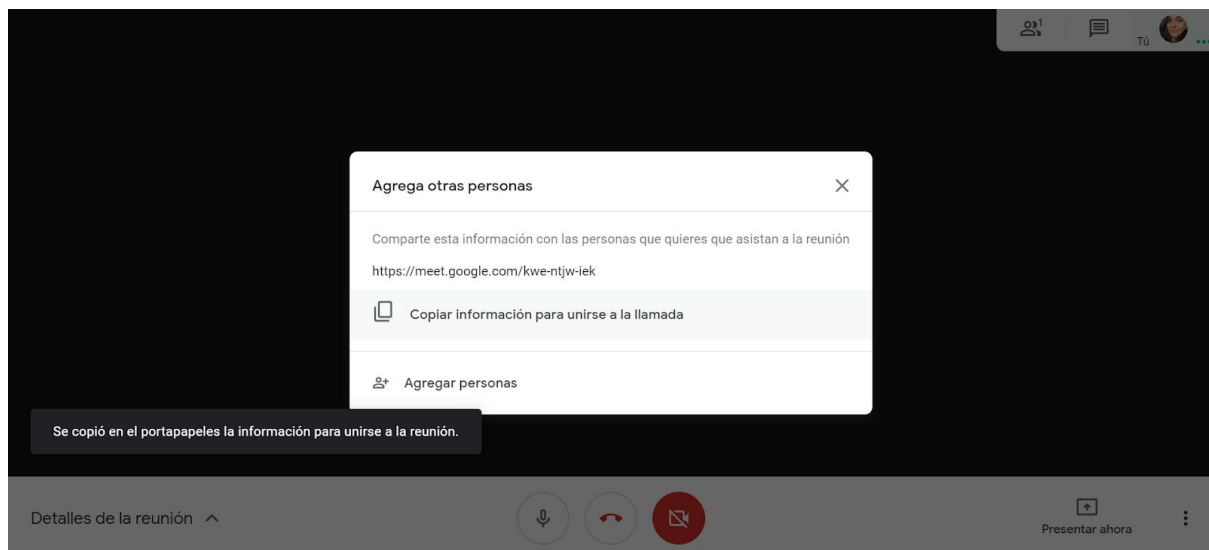 1
Tú
Agrega otras personas
Comparte esta información con las personas que quieres que asistan a la reunión
https://meet.google.com/kwe-ntjw-iek
Copiar información para unirse a la llamada
Agregar personas
Se copió en el portapapeles la información para unirse a la reunión.
Detalles de la reunión
Presentar ahora